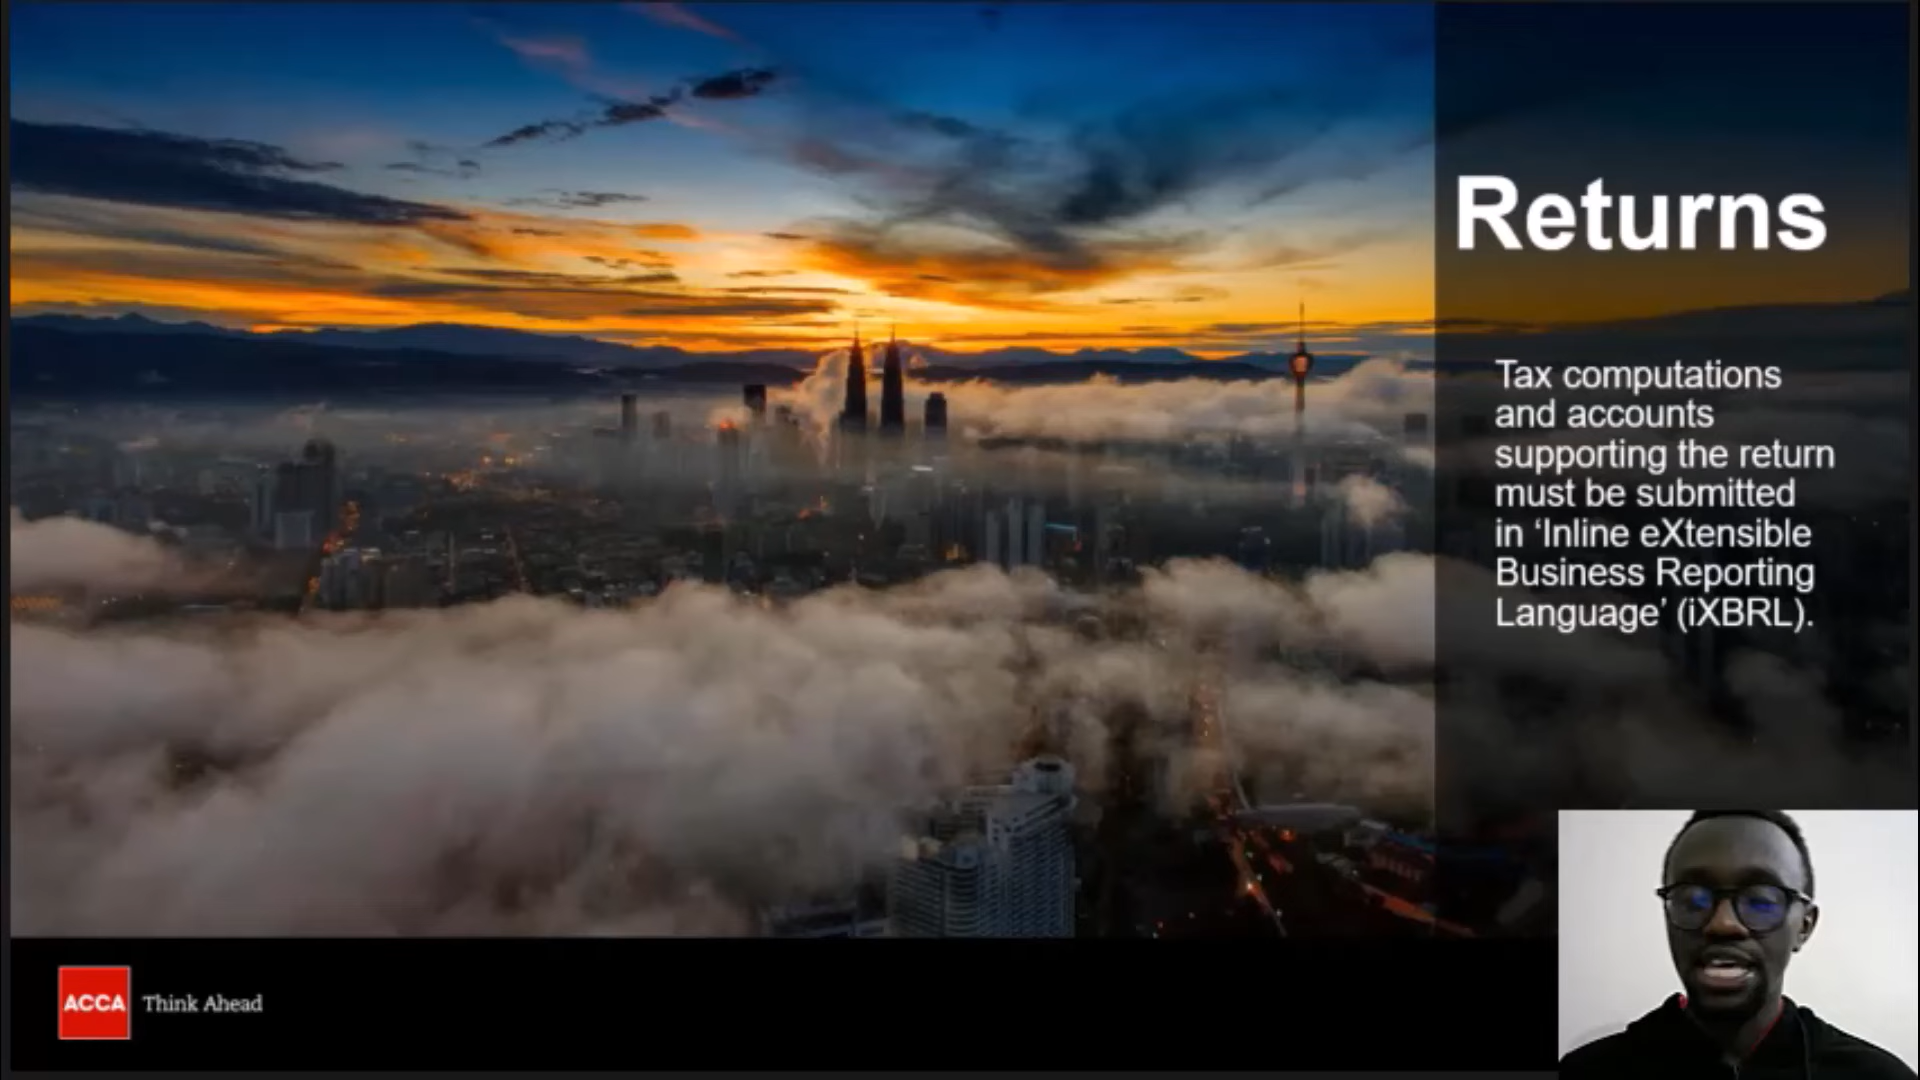 Returns
Tax computations
and accounts
supporting the return
must be submitted
in ‘Inline eXtensible
Business Reporting
Language’ (iXBRL).
ACCA Think Ahead